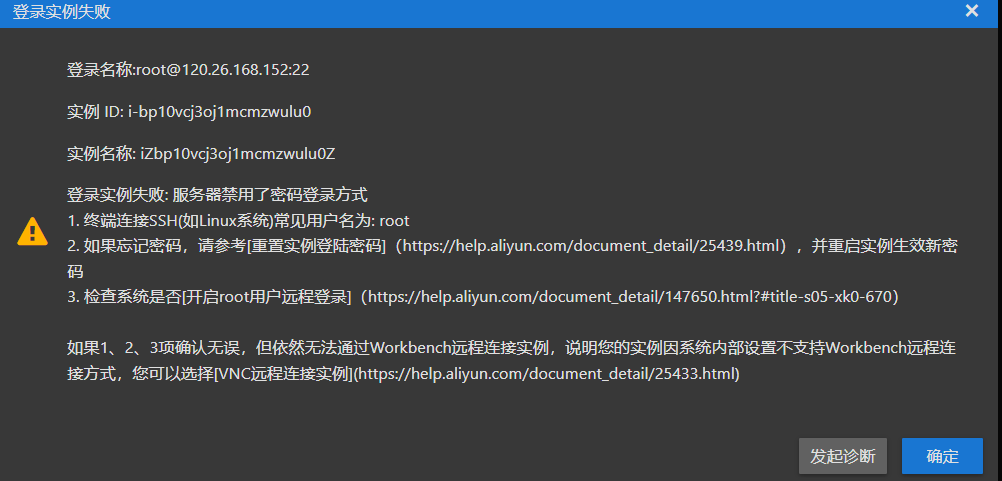 登录实例失败
登录名称:root@120.26.168.152:22
实例 ID: i-bp10vcj3oj1mcmzwulu0
实例名称: iZbp10vcj3oj1mcmzwulu0Z
登录实例失败: 服务器禁用了密码登录方式
1. 终端连接SSH(如Linux系统)常见用户名为: root
2. 如果忘记密码，请参考[重置实例登陆密码]（https://help.aliyun.com/document_detail/25439.html），并重启实例生效新密
码
3. 检查系统是否[开启root用户远程登录]（https://help.aliyun.com/document_detail/147650.html?#title-s05-xk0-670）
如果1、2、3项确认无误，但依然无法通过Workbench远程连接实例，说明您的实例因系统内部设置不支持Workbench远程连
接方式，您可以选择[VNC远程连接实例](https://help.aliyun.com/document_detail/25433.html)
发起诊断
确定